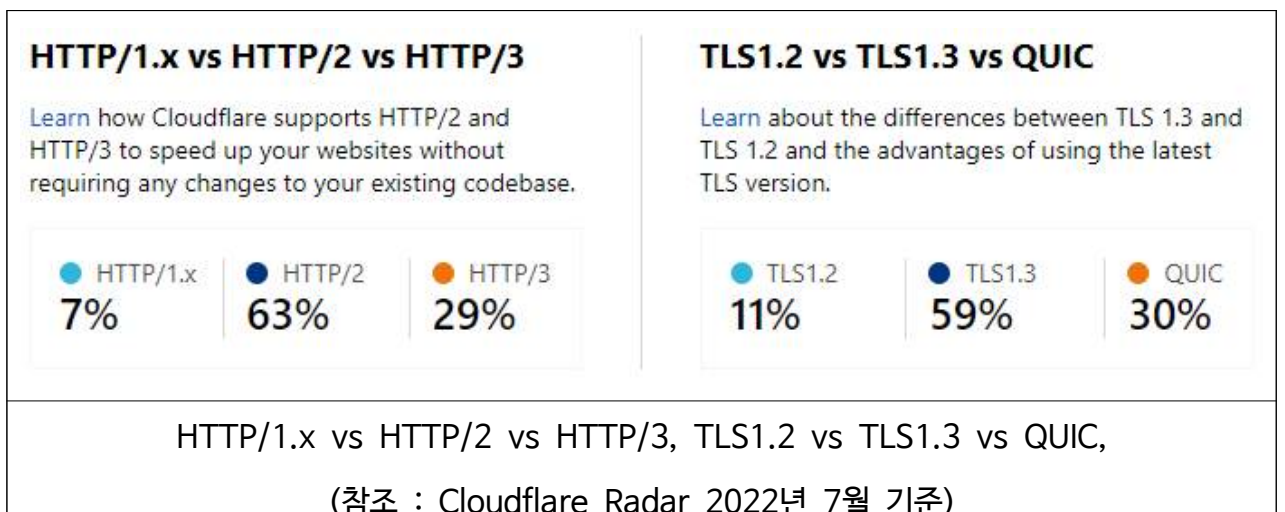 HTTP/1.x vs HTTP/2 vs HTTP/3
Learn how Cloudflare supports HTTP/2 and
HTTP/3 to speed up your websites without
requiring any changes to your existing codebase.
HTTP/1.x
7%
HTTP/2
63%
HTTP/3
29%
TLS1.2 vs TLS1.3 vs QUIC
Learn about the differences between TLS 1.3 and
TLS 1.2 and the advantages of using the latest
TLS version.
TLS1.2
11%
TLS1.3
59%
QUIC
30%
HTTP/1.x vs HTTP/2 vs HTTP/3, TLS1.2 vs TLS1.3 vs QUIC,
(참조 : Cloudflare Radar 2022년 7월 기준)